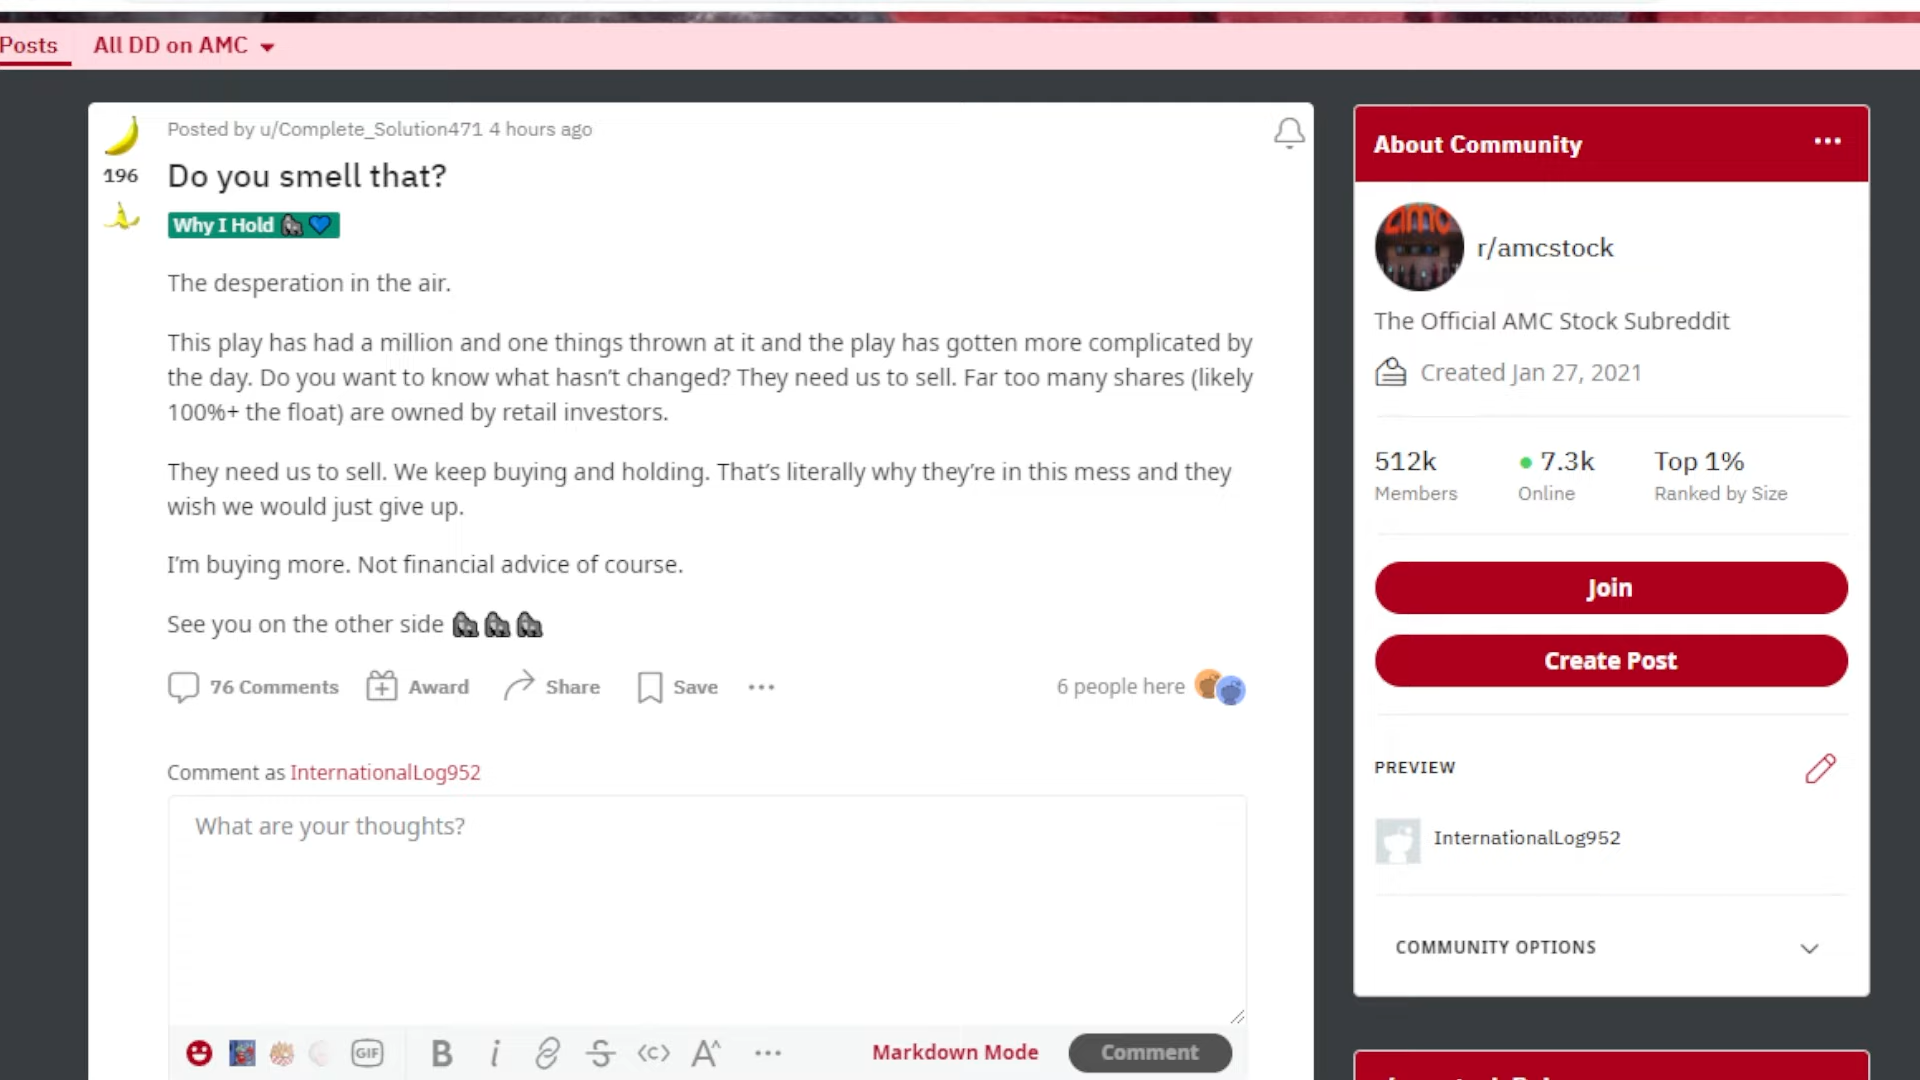 Posts
All DD on AMC
Posted by u/Complete_Solution471 4 hours ago
196
Do you smell that?
Why I Hold 🦍 💙
The desperation in the air.
This play has had a million and one things thrown at it and the play has gotten more complicated by
the day. Do you want to know what hasn't changed? They need us to sell. Far too many shares (likely
100%+ the float) are owned by retail investors.
They need us to sell. We keep buying and holding. That's literally why they're in this mess and they
wish we would just give up.
I'm buying more. Not financial advice of course.
See you on the other side 🦍🦍🦍
76 Comments
Award
Share
Save
6 people here
Comment as InternationalLog952
What are your thoughts?
GIF
B
i
S
<c>
A^
Markdown Mode
Comment
About Community
amc
r/amcstock
The Official AMC Stock Subreddit
Created Jan 27, 2021
512k
7.3k
Top 1%
Members
Online
Ranked by Size
Join
Create Post
PREVIEW
InternationalLog952
COMMUNITY OPTIONS